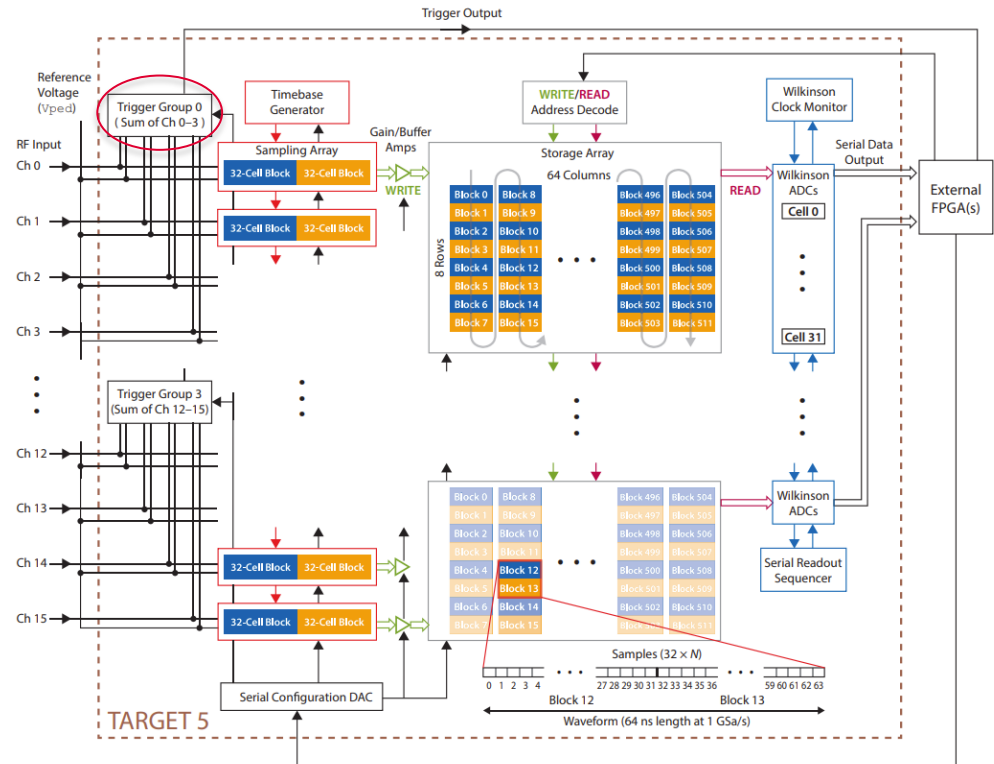 Trigger Output
Reference
Voltage (Vped)
Trigger Group 0
( Sum of Ch 0–3 )
Timebase
Generator
WRITE/READ
Address Decode
Wilkinson
Clock Monitor
RF Input
Gain/Buffer
Amps
Serial Data
Output
Ch 0
Sampling Array
32-Cell Block 32-Cell Block
WRITE
Storage Array
64 Columns
READ
Wilkinson
ADCs
External
FPGA(s)
Cell 0
Cell 31
Ch 1
32-Cell Block 32-Cell Block
Ch 2
Ch 3
8 Rows
Block 0 Block 8 Block 496 Block 504
Block 1 Block 9 Block 497 Block 505
Block 2 Block 10 Block 498 Block 506
Block 3 Block 11 Block 499 Block 507
Block 4 Block 12 Block 500 Block 508
Block 5 Block 13 Block 501 Block 509
Block 6 Block 14 Block 502 Block 510
Block 7 Block 15 Block 503 Block 511
Trigger Group 3
(Sum of Ch 12–15)
Ch 12
Ch 13
Ch 14
32-Cell Block 32-Cell Block
Ch 15
32-Cell Block 32-Cell Block
Block 0 Block 8 Block 496 Block 504
Block 1 Block 9 Block 497 Block 505
Block 2 Block 10 Block 498 Block 506
Block 3 Block 11 Block 499 Block 507
Block 4 Block 12 Block 500 Block 508
Block 5 Block 13 Block 501 Block 509
Block 6 Block 14 Block 502 Block 510
Block 7 Block 15 Block 503 Block 511
Wilkinson
ADCs
Serial Readout
Sequencer
Serial Configuration DAC
Samples (32 × N)
0 1 2 3 4 27 28 29 30 31 32 33 34 35 36 59 60 61 62 63
Block 12 Block 13
Waveform (64 ns length at 1 GSa/s)
TARGET 5